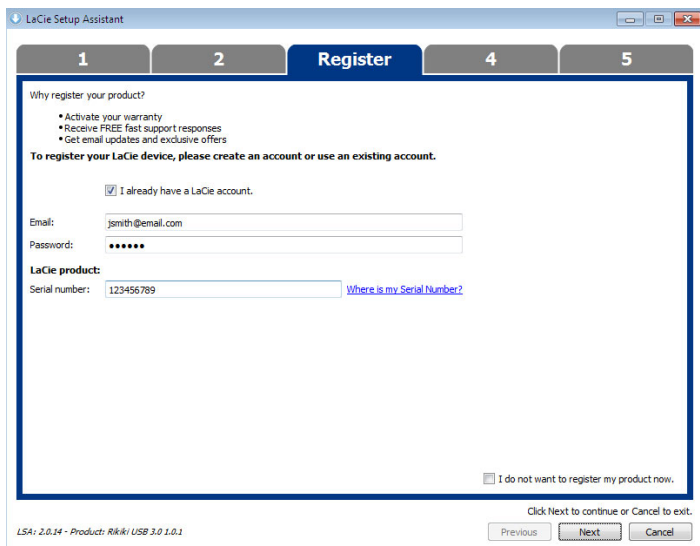 LaCie Setup Assistant
1 2 Register 4 5
Why register your product?
• Activate your warranty
• Receive FREE fast support responses
• Get email updates and exclusive offers
To register your LaCie device, please create an account or use an existing account.
I already have a LaCie account.
Email: jsmith@email.com
Password: ••••••
LaCie product:
Serial number: 123456789 Where is my Serial Number?
I do not want to register my product now.
Click Next to continue or Cancel to exit.
LSA: 2.0.14 - Product: Rikiki USB 3.0 1.0.1 Previous Next Cancel